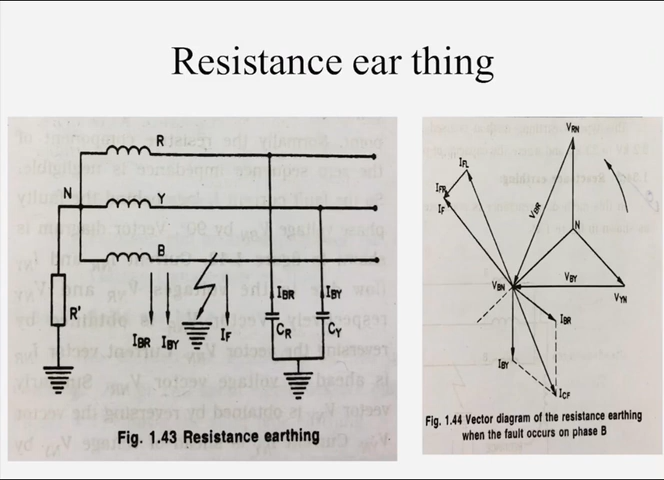 Resistance ear thing
R
N
Y
B
R'
IBR IBY
IF
IBR
IBY
CR
CY
Fig. 1.43 Resistance earthing
VRN
IFL
IFR
IF
VBR
N
VBN
VBY
VYN
IBR
IBY
ICF
Fig. 1.44 Vector diagram of the resistance earthing
when the fault occurs on phase B